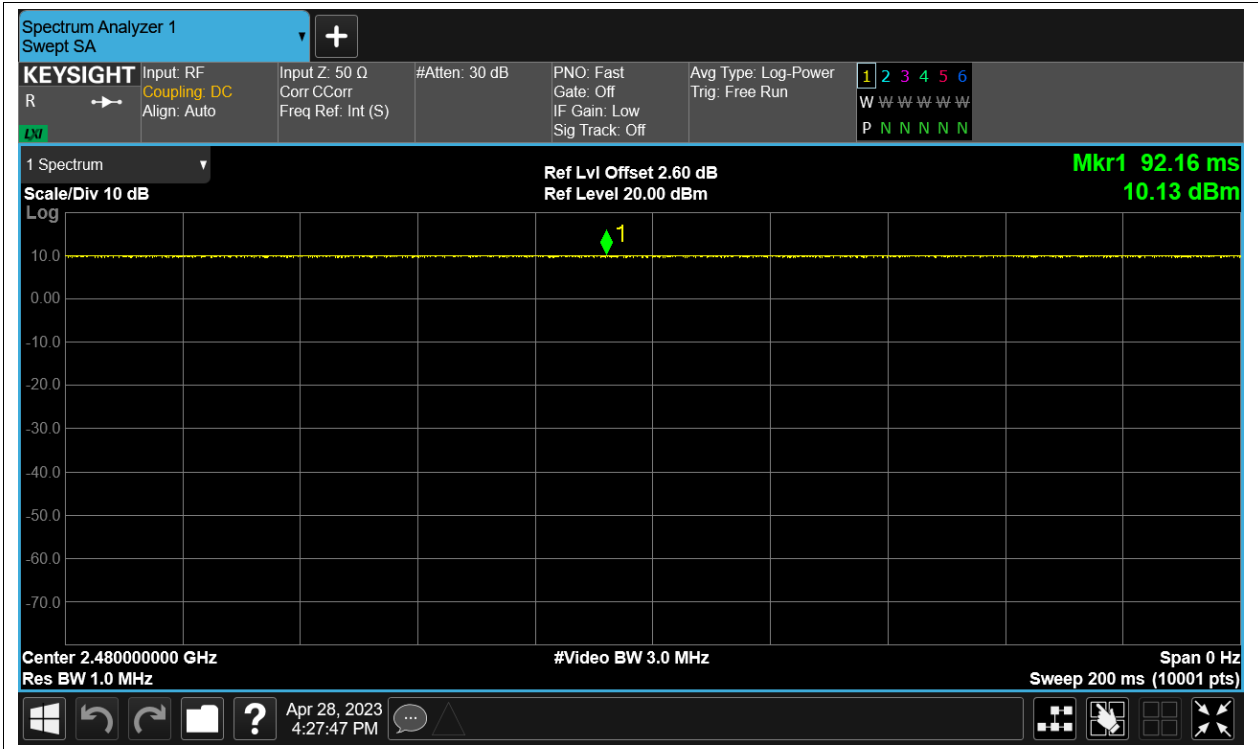 Spectrum Analyzer 1
Swept SA
KEYSIGHT
R
LXI
Input: RF
Coupling: DC
Align: Auto
Input Z: 50 Ω
Corr CCorr
Freq Ref: Int (S)
#Atten: 30 dB
PNO: Fast
Gate: Off
IF Gain: Low
Sig Track: Off
Avg Type: Log-Power
Trig: Free Run
1 2 3 4 5 6
W W W W W W
P N N N N N
1 Spectrum
Scale/Div 10 dB
Log
Ref Lvl Offset 2.60 dB
Ref Level 20.00 dBm
Mkr1 92.16 ms
10.13 dBm
1
10.0
0.00
-10.0
-20.0
-30.0
-40.0
-50.0
-60.0
-70.0
Center 2.480000000 GHz
Res BW 1.0 MHz
#Video BW 3.0 MHz
Span 0 Hz
Sweep 200 ms (10001 pts)
?
Apr 28, 2023
4:27:47 PM